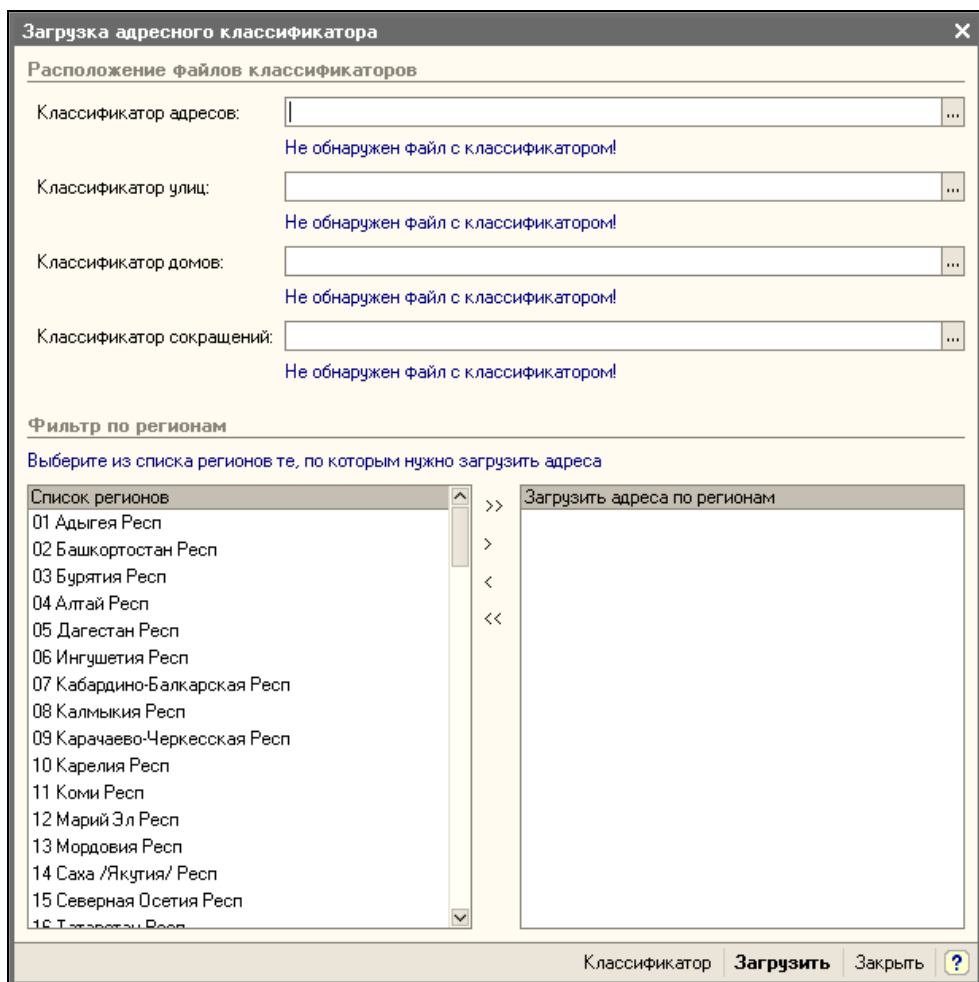 Загрузка адресного классификатора
Расположение файлов классификаторов
Классификатор адресов:
...
Не обнаружен файл с классификатором!
Классификатор улиц:
...
Не обнаружен файл с классификатором!
Классификатор домов:
...
Не обнаружен файл с классификатором!
Классификатор сокращений:
...
Не обнаружен файл с классификатором!
Фильтр по регионам
Выберите из списка регионов те, по которым нужно загрузить адреса
Список регионов
01 Адыгея Респ
02 Башкортостан Респ
03 Бурятия Респ
04 Алтай Респ
05 Дагестан Респ
06 Ингушетия Респ
07 Кабардино-Балкарская Респ
08 Калмыкия Респ
09 Карачаево-Черкесская Респ
10 Карелия Респ
11 Коми Респ
12 Марий Эл Респ
13 Мордовия Респ
14 Саха /Якутия/ Респ
15 Северная Осетия Респ
16 Татарстан Респ
>>
>
<
<<
Загрузить адреса по регионам
Классификатор Загрузить Закрыть ?